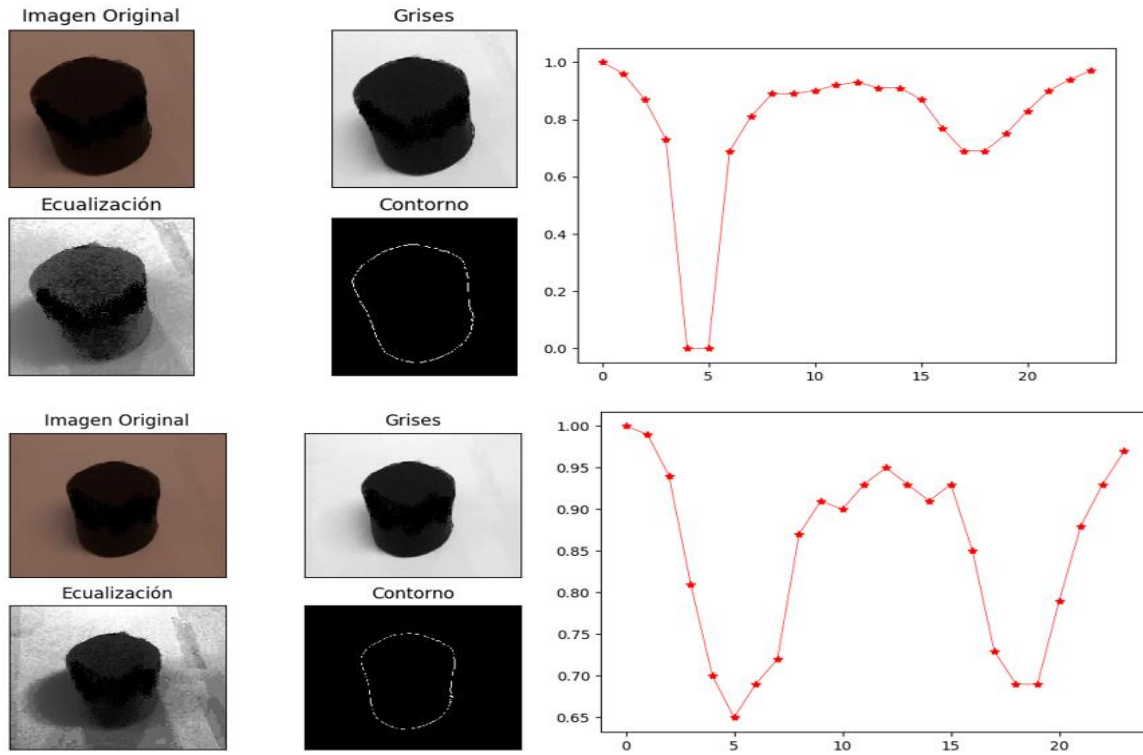 Imagen Original
Grises
Ecualización
Contorno
1.0
0.8
0.6
0.4
0.2
0.0
0 5 10 15 20
Imagen Original
Grises
Ecualización
Contorno
1.00
0.95
0.90
0.85
0.80
0.75
0.70
0.65
0 5 10 15 20